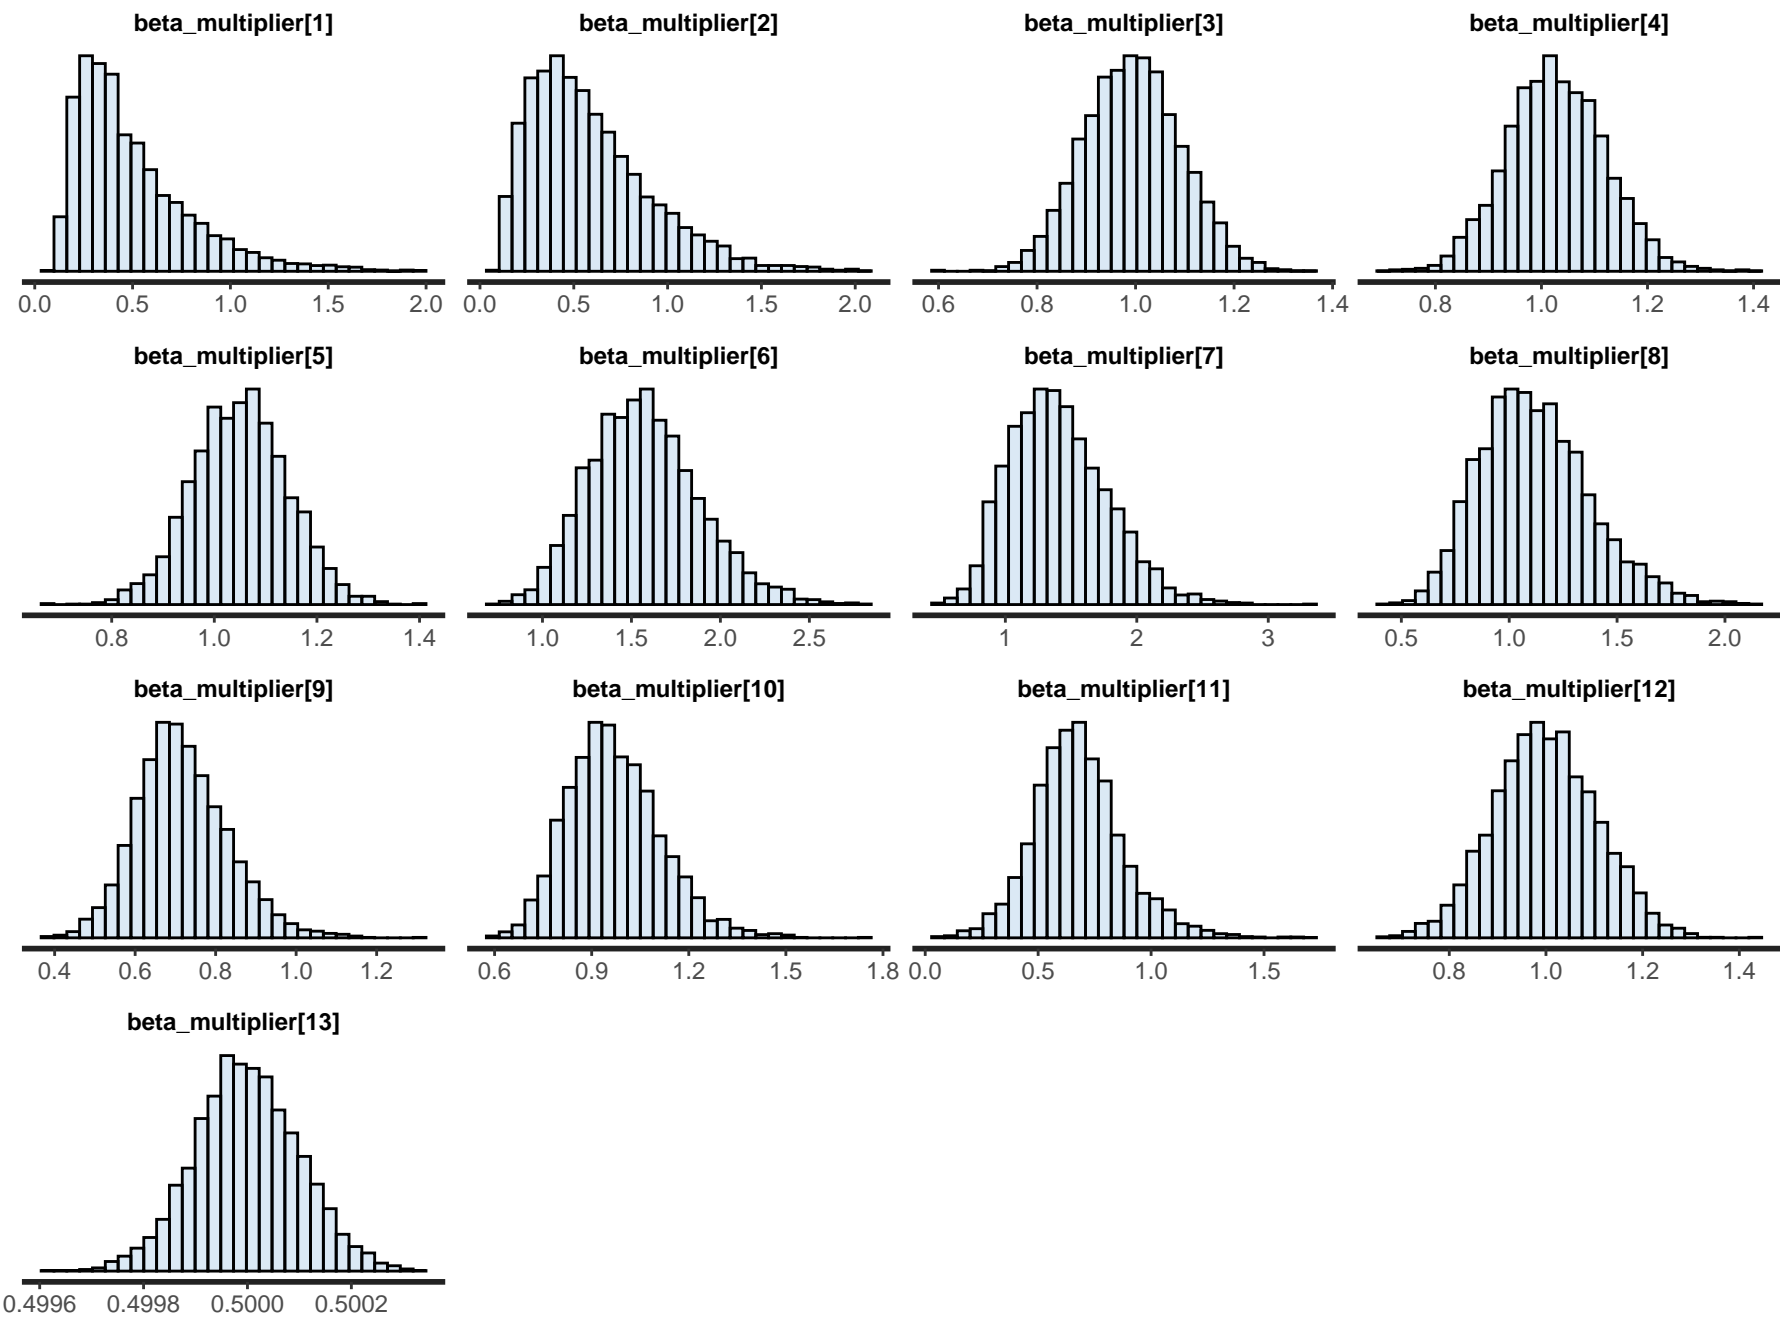 beta_multiplier[1] beta_multiplier[2] beta_multiplier[3] beta_multiplier[4]
0.0 0.5 1.0 1.5 2.0 0.0 0.5 1.0 1.5 2.0 0.6 0.8 1.0 1.2 1.4 0.8 1.0 1.2 1.4
beta_multiplier[5] beta_multiplier[6] beta_multiplier[7] beta_multiplier[8]
0.8 1.0 1.2 1.4 1.0 1.5 2.0 2.5 1 2 3 0.5 1.0 1.5 2.0
beta_multiplier[9] beta_multiplier[10] beta_multiplier[11] beta_multiplier[12]
0.4 0.6 0.8 1.0 1.2 0.6 0.9 1.2 1.5 1.8 0.0 0.5 1.0 1.5 0.8 1.0 1.2 1.4
beta_multiplier[13]
0.4996 0.4998 0.5000 0.5002